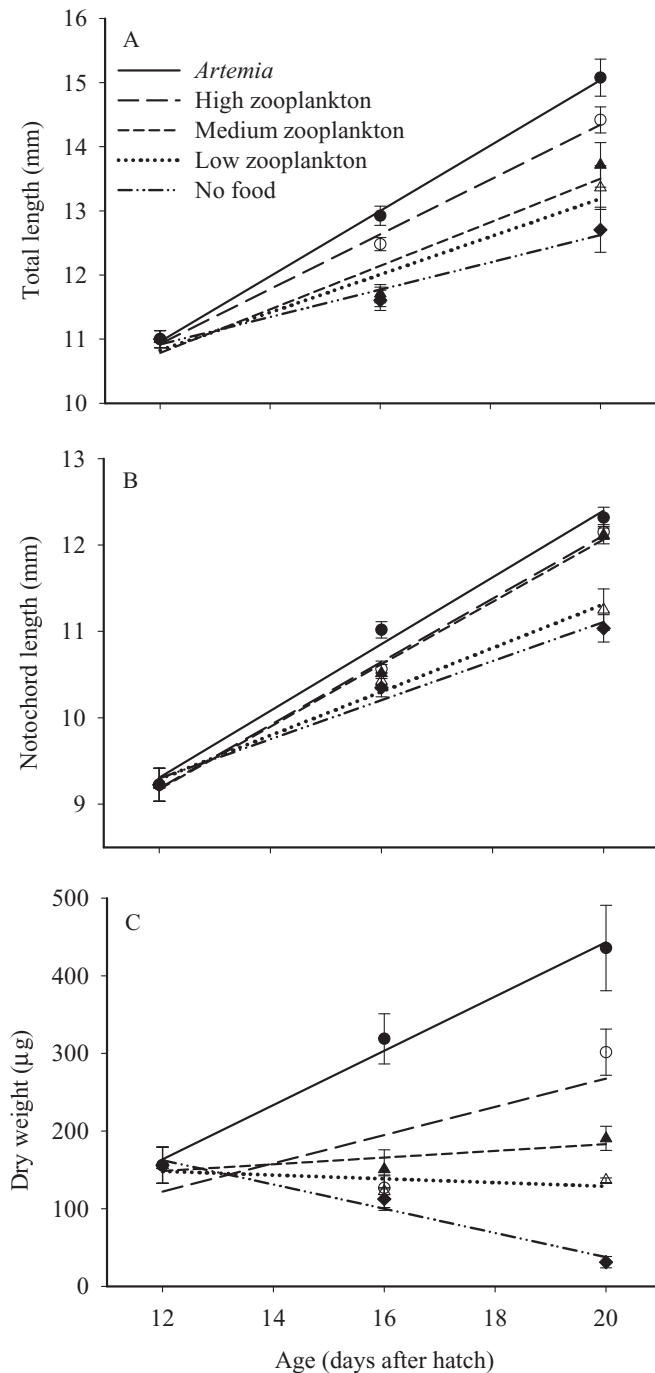 A
Artemia
High zooplankton
Medium zooplankton
Low zooplankton
No food
Total length (mm)
16
15
14
13
12
11
10
B
Notochord length (mm)
13
12
11
10
9
C
Dry weight (µg)
500
400
300
200
100
0
12 14 16 18 20
Age (days after hatch)